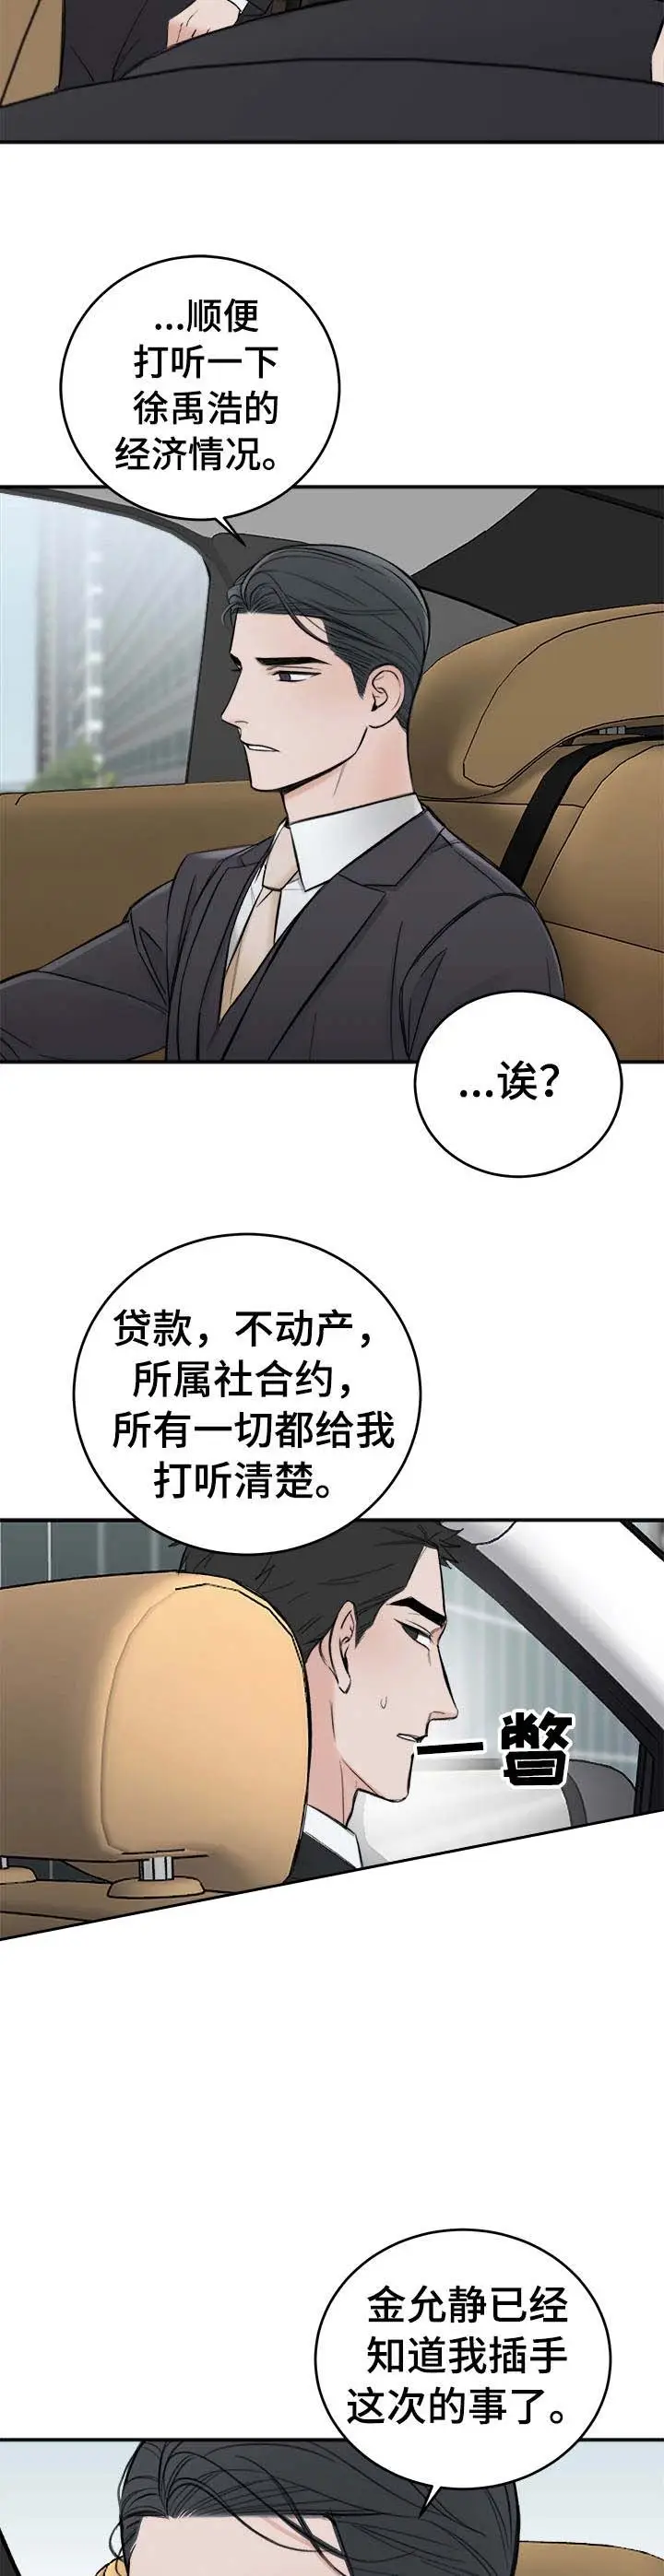 ...顺便
打听一下
徐禹浩的
经济情况。
...诶？
贷款，不动产，
所属社合约，
所有一切都给我
打听清楚。
一瞥
金允静已经
知道我插手
这次的事了。